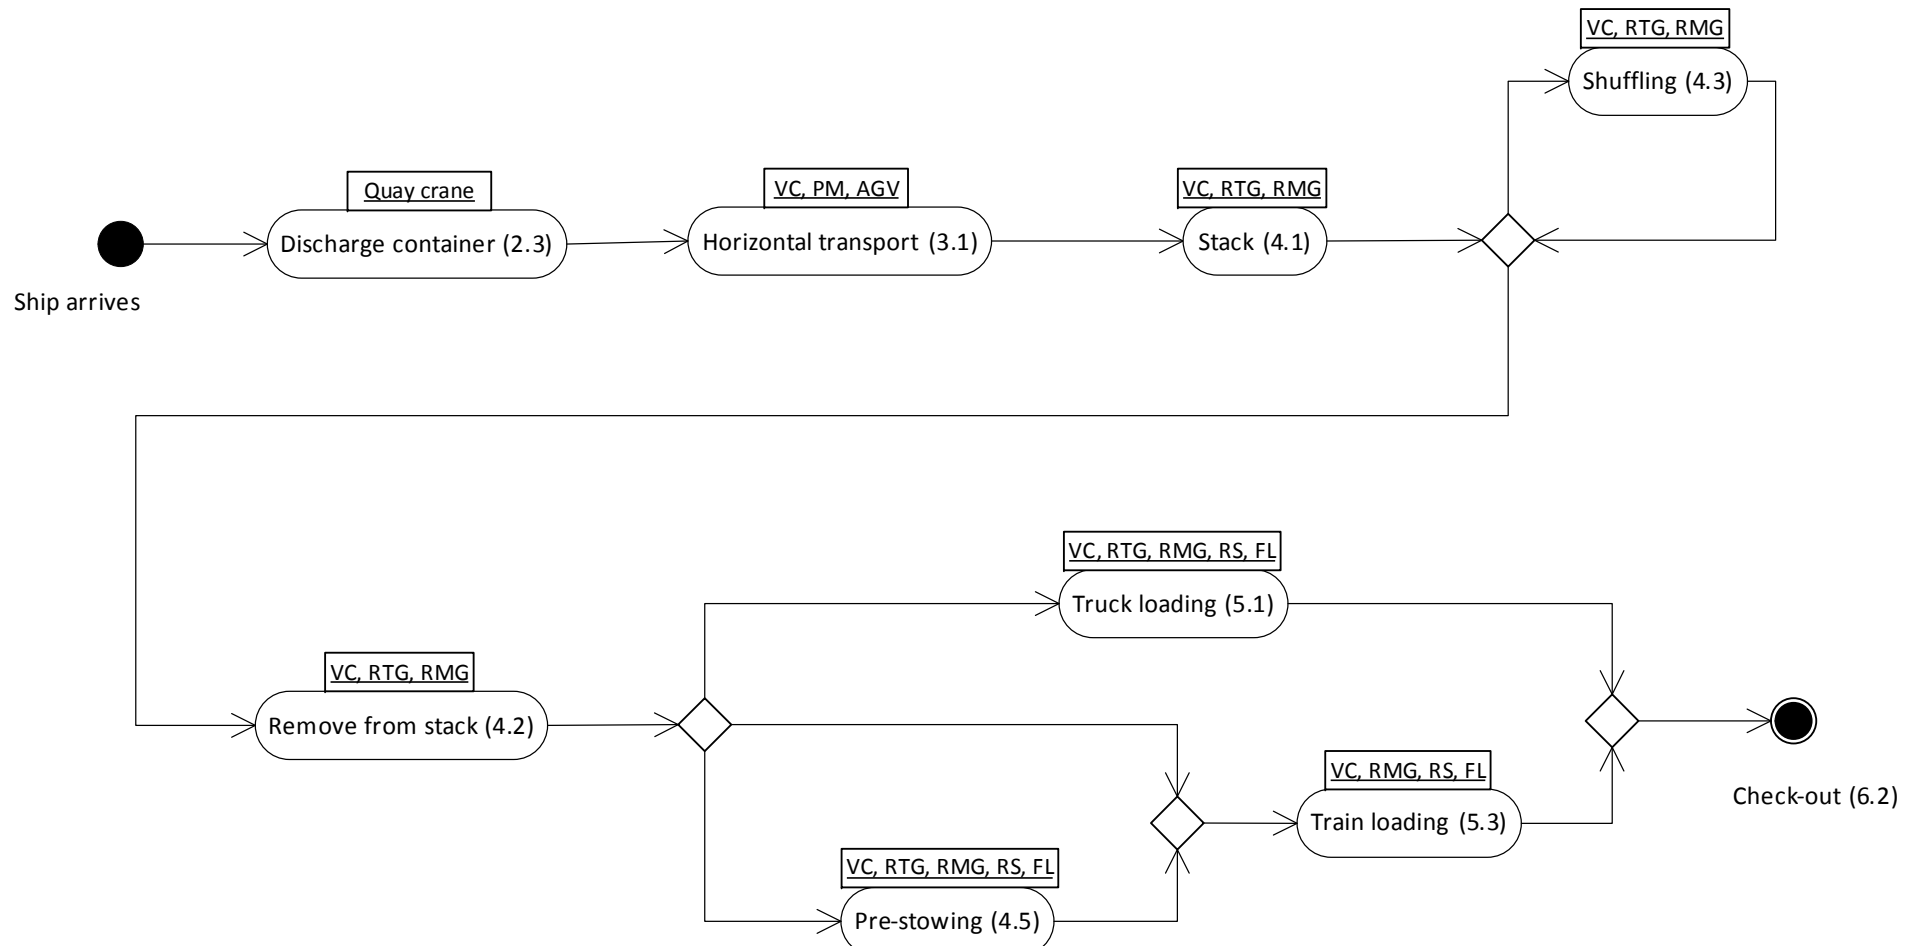 VC, RTG, RMG
Shuffling (4.3)
Quay crane
Discharge container (2.3)
VC, PM, AGV
Horizontal transport (3.1)
VC, RTG, RMG
Stack (4.1)
Ship arrives
VC, RTG, RMG, RS, FL
Truck loading (5.1)
VC, RTG, RMG
Remove from stack (4.2)
VC, RMG, RS, FL
Train loading (5.3)
Check-out (6.2)
VC, RTG, RMG, RS, FL
Pre-stowing (4.5)